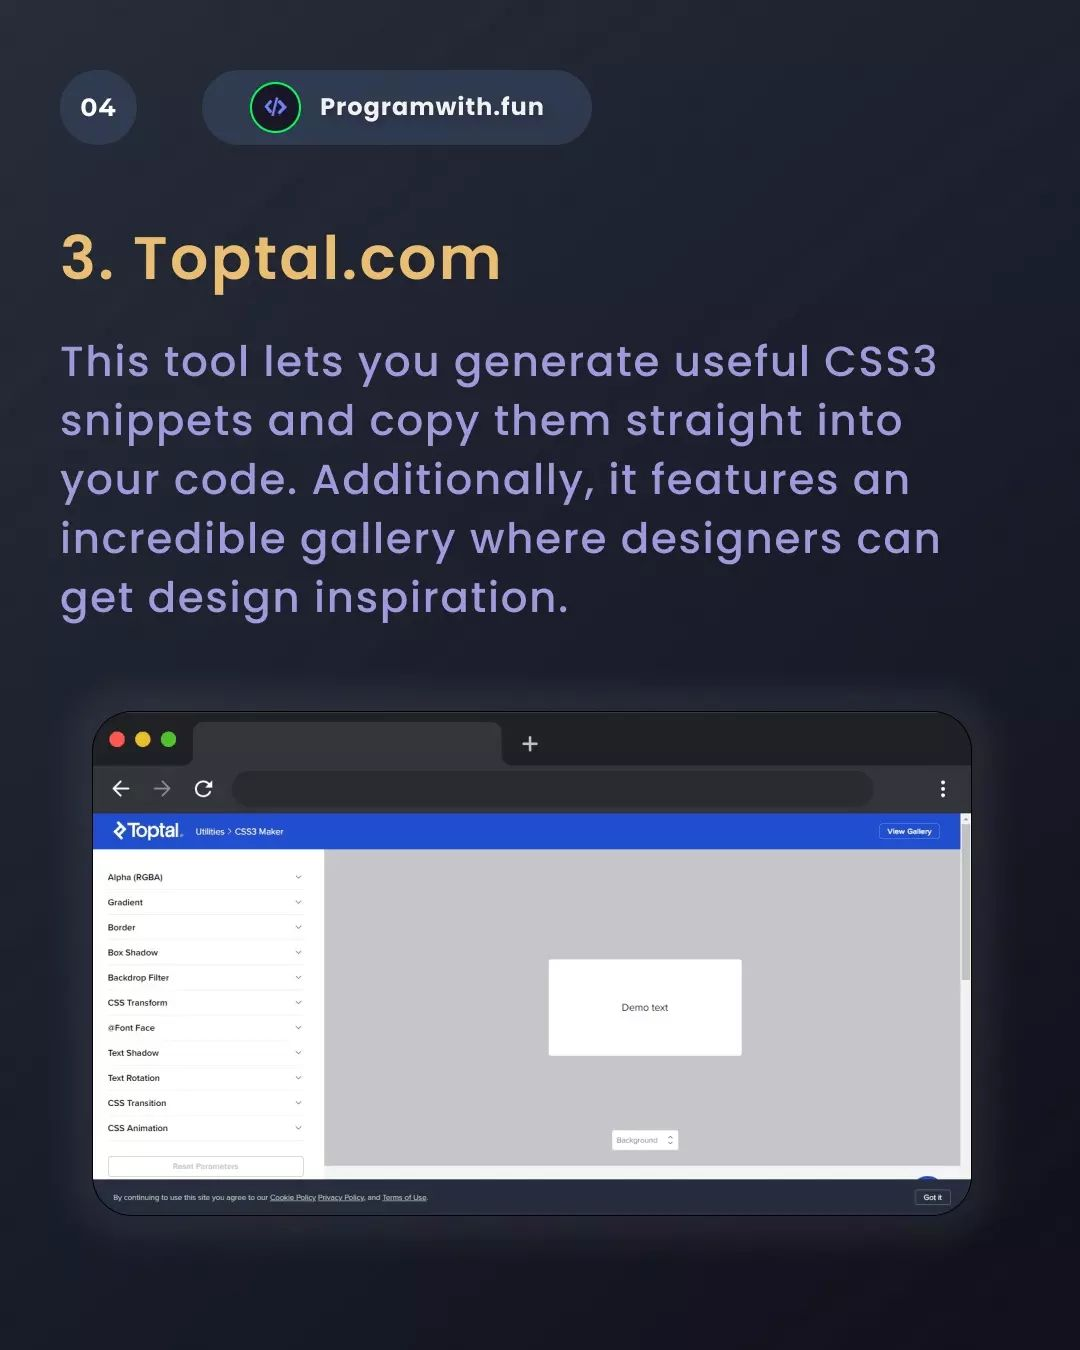 04
Programwith.fun
3. Toptal.com
This tool lets you generate useful CSS3
snippets and copy them straight into
your code. Additionally, it features an
incredible gallery where designers can
get design inspiration.
Toptal. Utilities > CSS3 Maker
View Gallery
Alpha (RGBA)
Gradient
Border
Box Shadow
Backdrop Filter
CSS Transform
@Font Face
Text Shadow
Text Rotation
CSS Transition
CSS Animation
Reset Parameters
Demo text
Background
By continuing to use this site you agree to our Cookie Policy Privacy Policy, and Terms of Use.
Got it